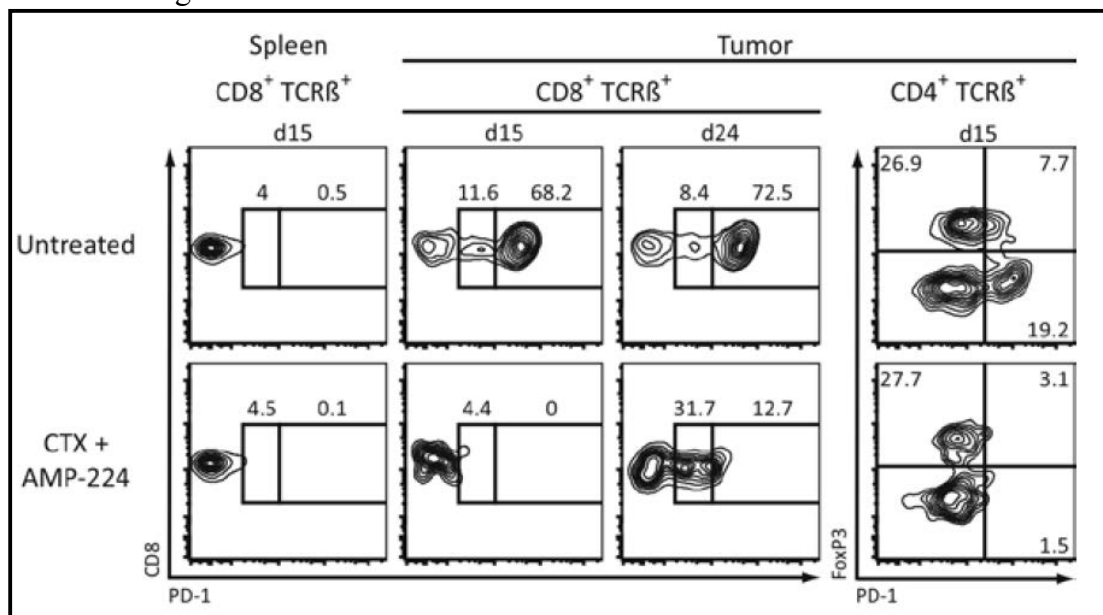 Spleen Tumor
CD8⁺ TCRß⁺ CD8⁺ TCRß⁺ CD4⁺ TCRß⁺
d15 d15 d24 d15
Untreated
4 0.5 11.6 68.2 8.4 72.5 26.9 7.7
19.2
CTX +
AMP-224
4.5 0.1 4.4 0 31.7 12.7 27.7 3.1
1.5
CD8
FoxP3
PD-1 PD-1